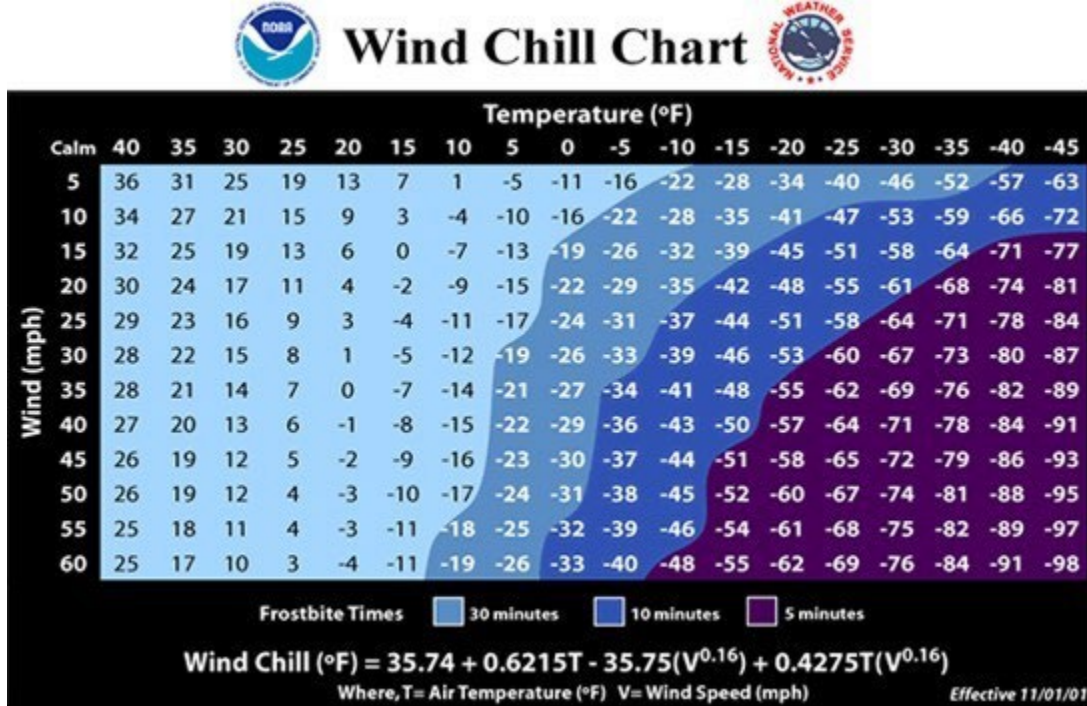 NOAA
Wind Chill Chart
NATIONAL WEATHER SERVICE
Temperature (ºF)
Calm 40 35 30 25 20 15 10 5 0 -5 -10 -15 -20 -25 -30 -35 -40 -45
Wind (mph)
5 36 31 25 19 13 7 1 -5 -11 -16 -22 -28 -34 -40 -46 -52 -57 -63
10 34 27 21 15 9 3 -4 -10 -16 -22 -28 -35 -41 -47 -53 -59 -66 -72
15 32 25 19 13 6 0 -7 -13 -19 -26 -32 -39 -45 -51 -58 -64 -71 -77
20 30 24 17 11 4 -2 -9 -15 -22 -29 -35 -42 -48 -55 -61 -68 -74 -81
25 29 23 16 9 3 -4 -11 -17 -24 -31 -37 -44 -51 -58 -64 -71 -78 -84
30 28 22 15 8 1 -5 -12 -19 -26 -33 -39 -46 -53 -60 -67 -73 -80 -87
35 28 21 14 7 0 -7 -14 -21 -27 -34 -41 -48 -55 -62 -69 -76 -82 -89
40 27 20 13 6 -1 -8 -15 -22 -29 -36 -43 -50 -57 -64 -71 -78 -84 -91
45 26 19 12 5 -2 -9 -16 -23 -30 -37 -44 -51 -58 -65 -72 -79 -86 -93
50 26 19 12 4 -3 -10 -17 -24 -31 -38 -45 -52 -60 -67 -74 -81 -88 -95
55 25 18 11 4 -3 -11 -18 -25 -32 -39 -46 -54 -61 -68 -75 -82 -89 -97
60 25 17 10 3 -4 -11 -19 -26 -33 -40 -48 -55 -62 -69 -76 -84 -91 -98
Frostbite Times 30 minutes 10 minutes 5 minutes
Wind Chill (ºF) = 35.74 + 0.6215T - 35.75(V^0.16) + 0.4275T(V^0.16)
Where, T= Air Temperature (ºF) V= Wind Speed (mph)
Effective 11/01/01